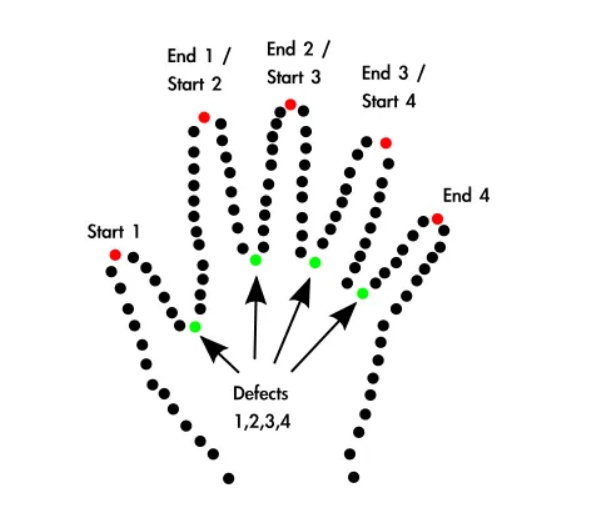 End 1 /
Start 2
End 2 /
Start 3
End 3 /
Start 4
End 4
Start 1
Defects
1,2,3,4